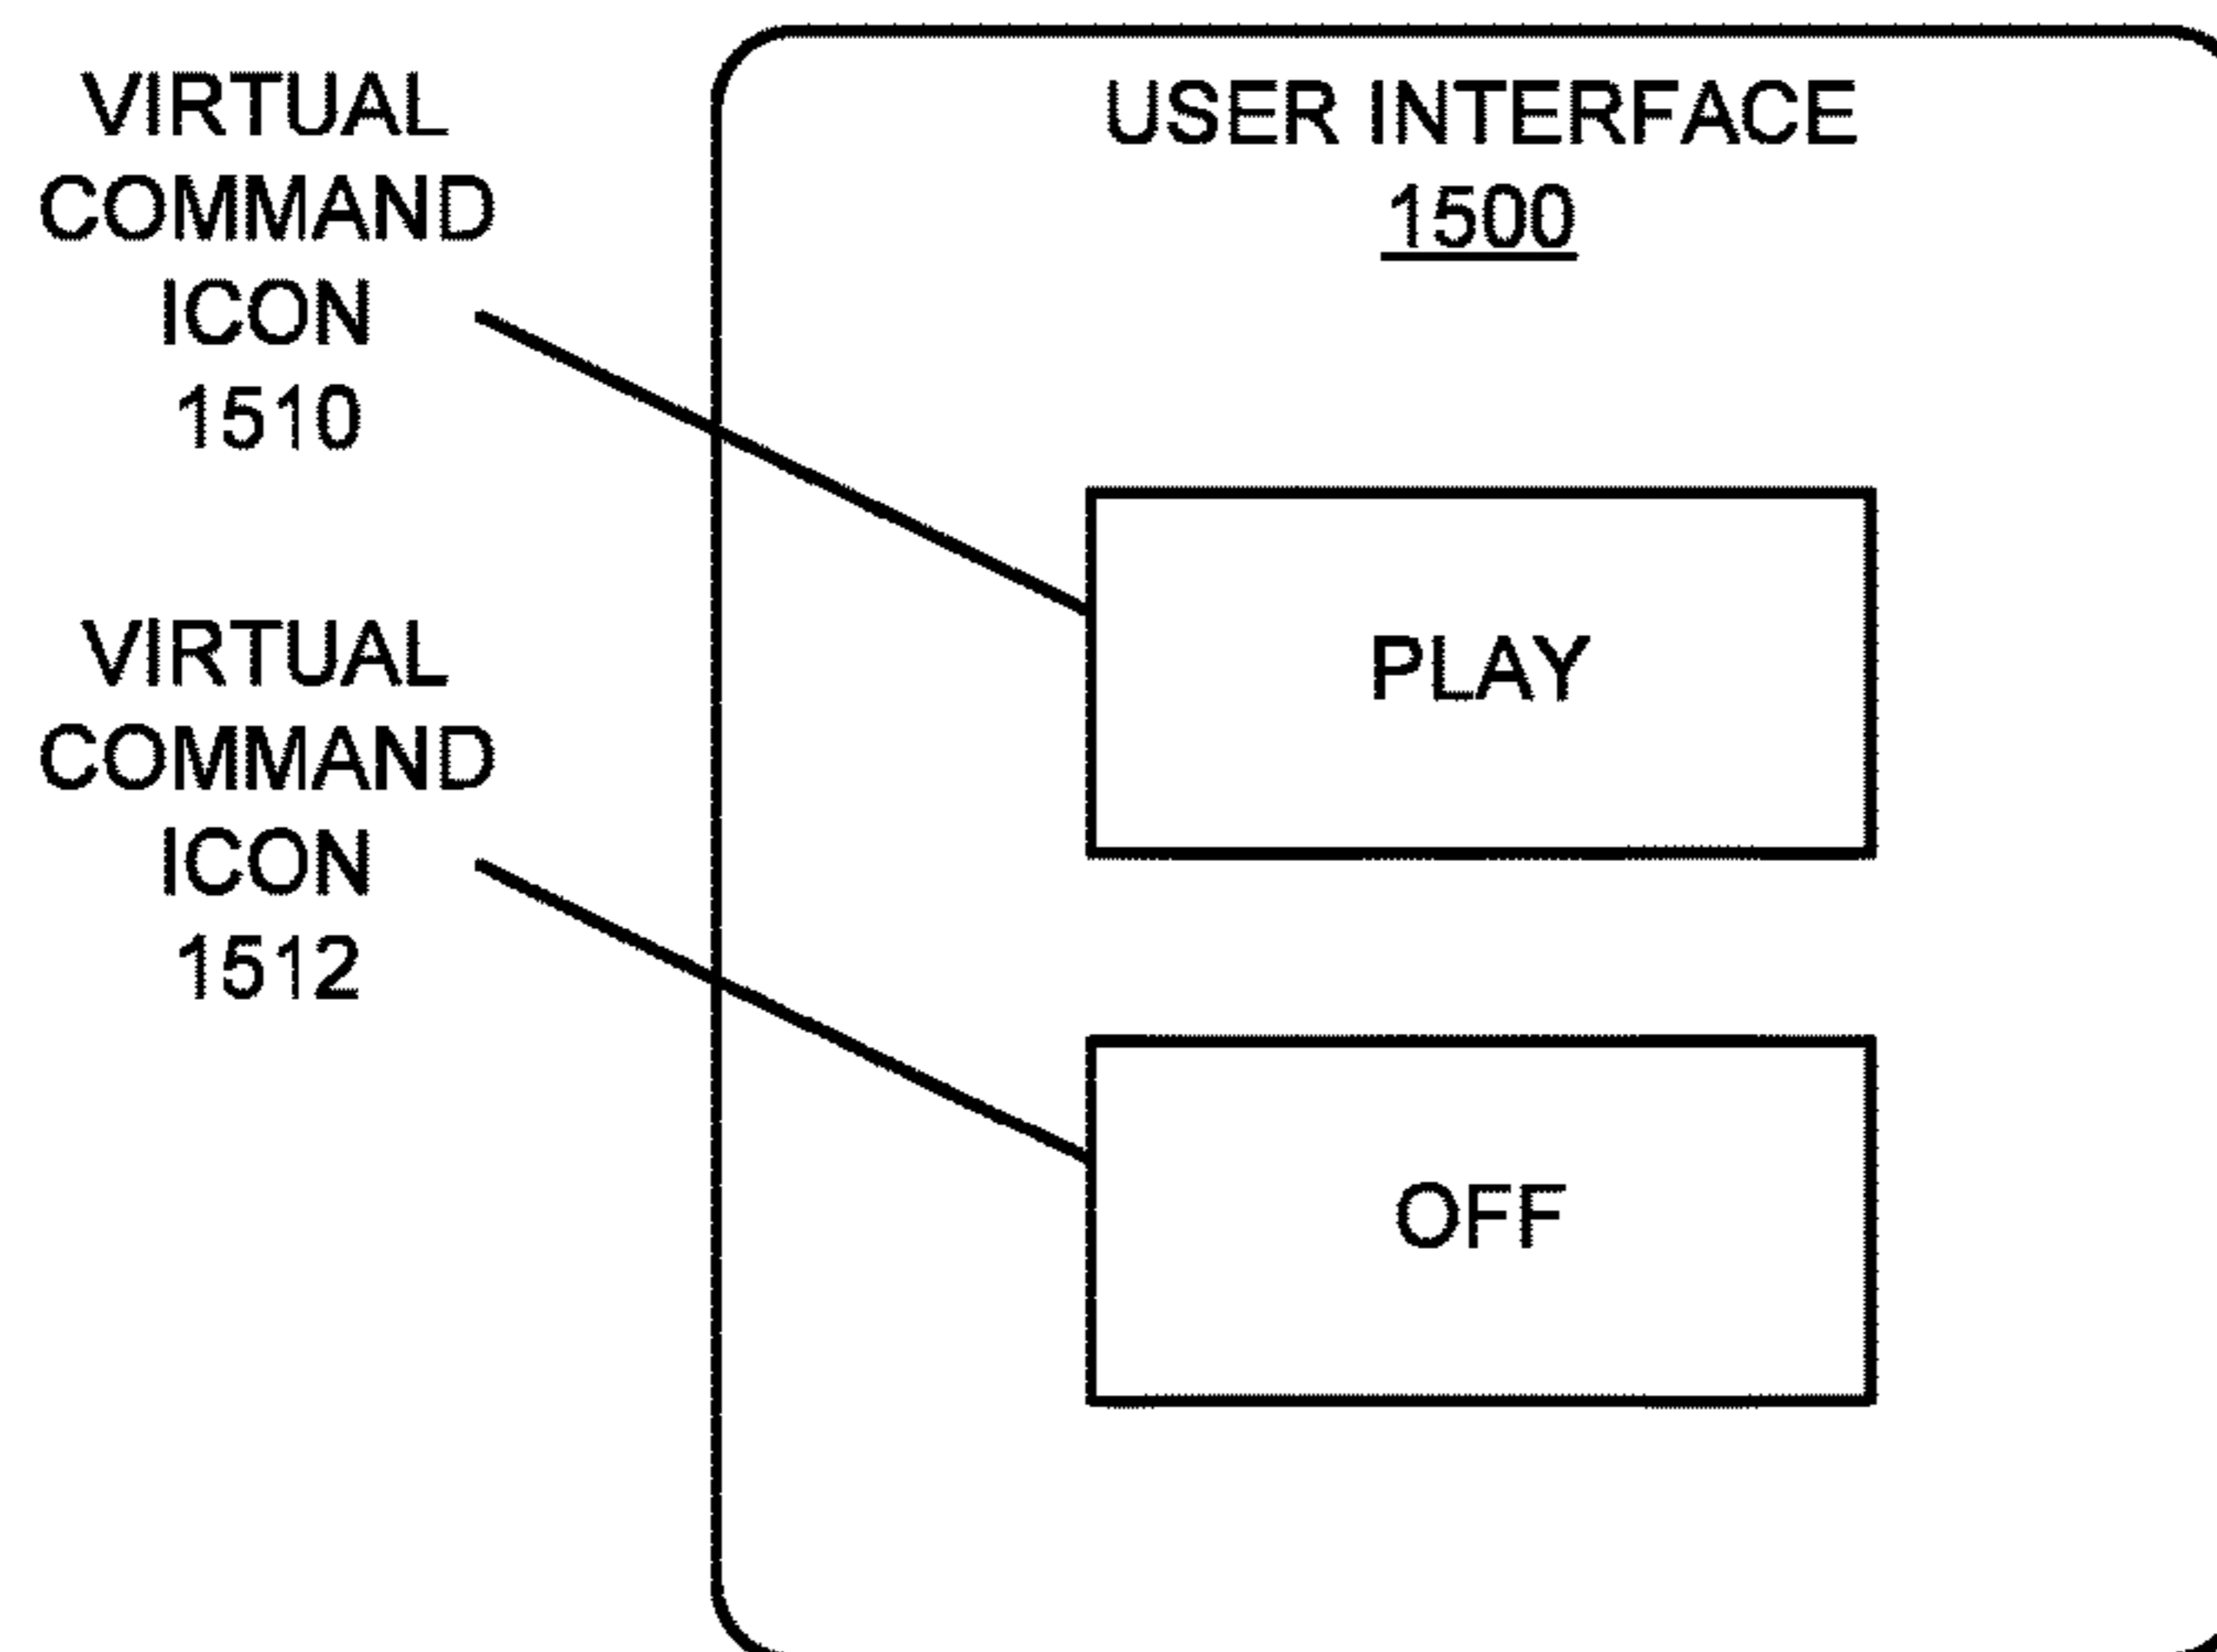 VIRTUAL
COMMAND
ICON
1510
VIRTUAL
COMMAND
ICON
1512
USER INTERFACE
1500
PLAY
OFF